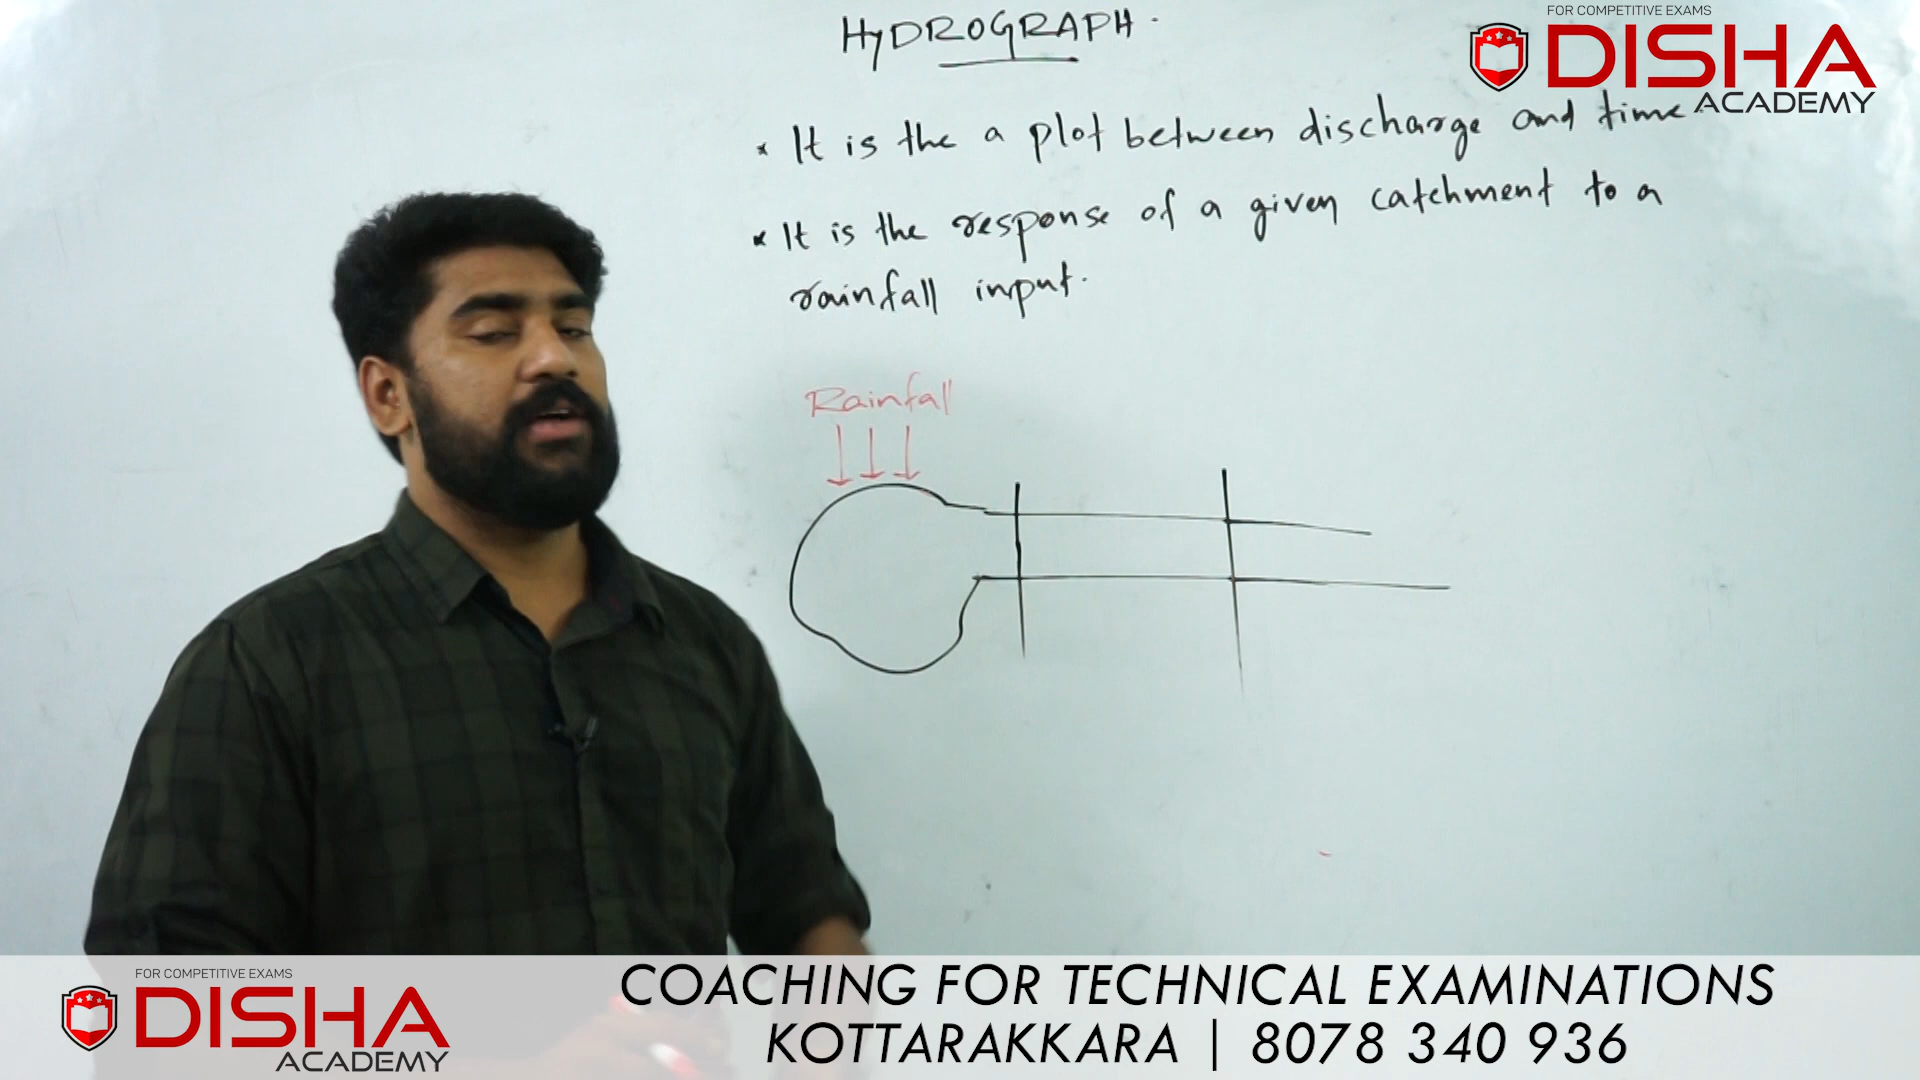 HyDROGRAPH.
FOR COMPETITIVE EXAMS
DISHA
ACADEMY
* It is the a plot between discharge and time
* It is the response of a given catchment to a
rainfall input.
Rainfall
FOR COMPETITIVE EXAMS
DISHA
ACADEMY
COACHING FOR TECHNICAL EXAMINATIONS
KOTTARAKKARA | 8078 340 936